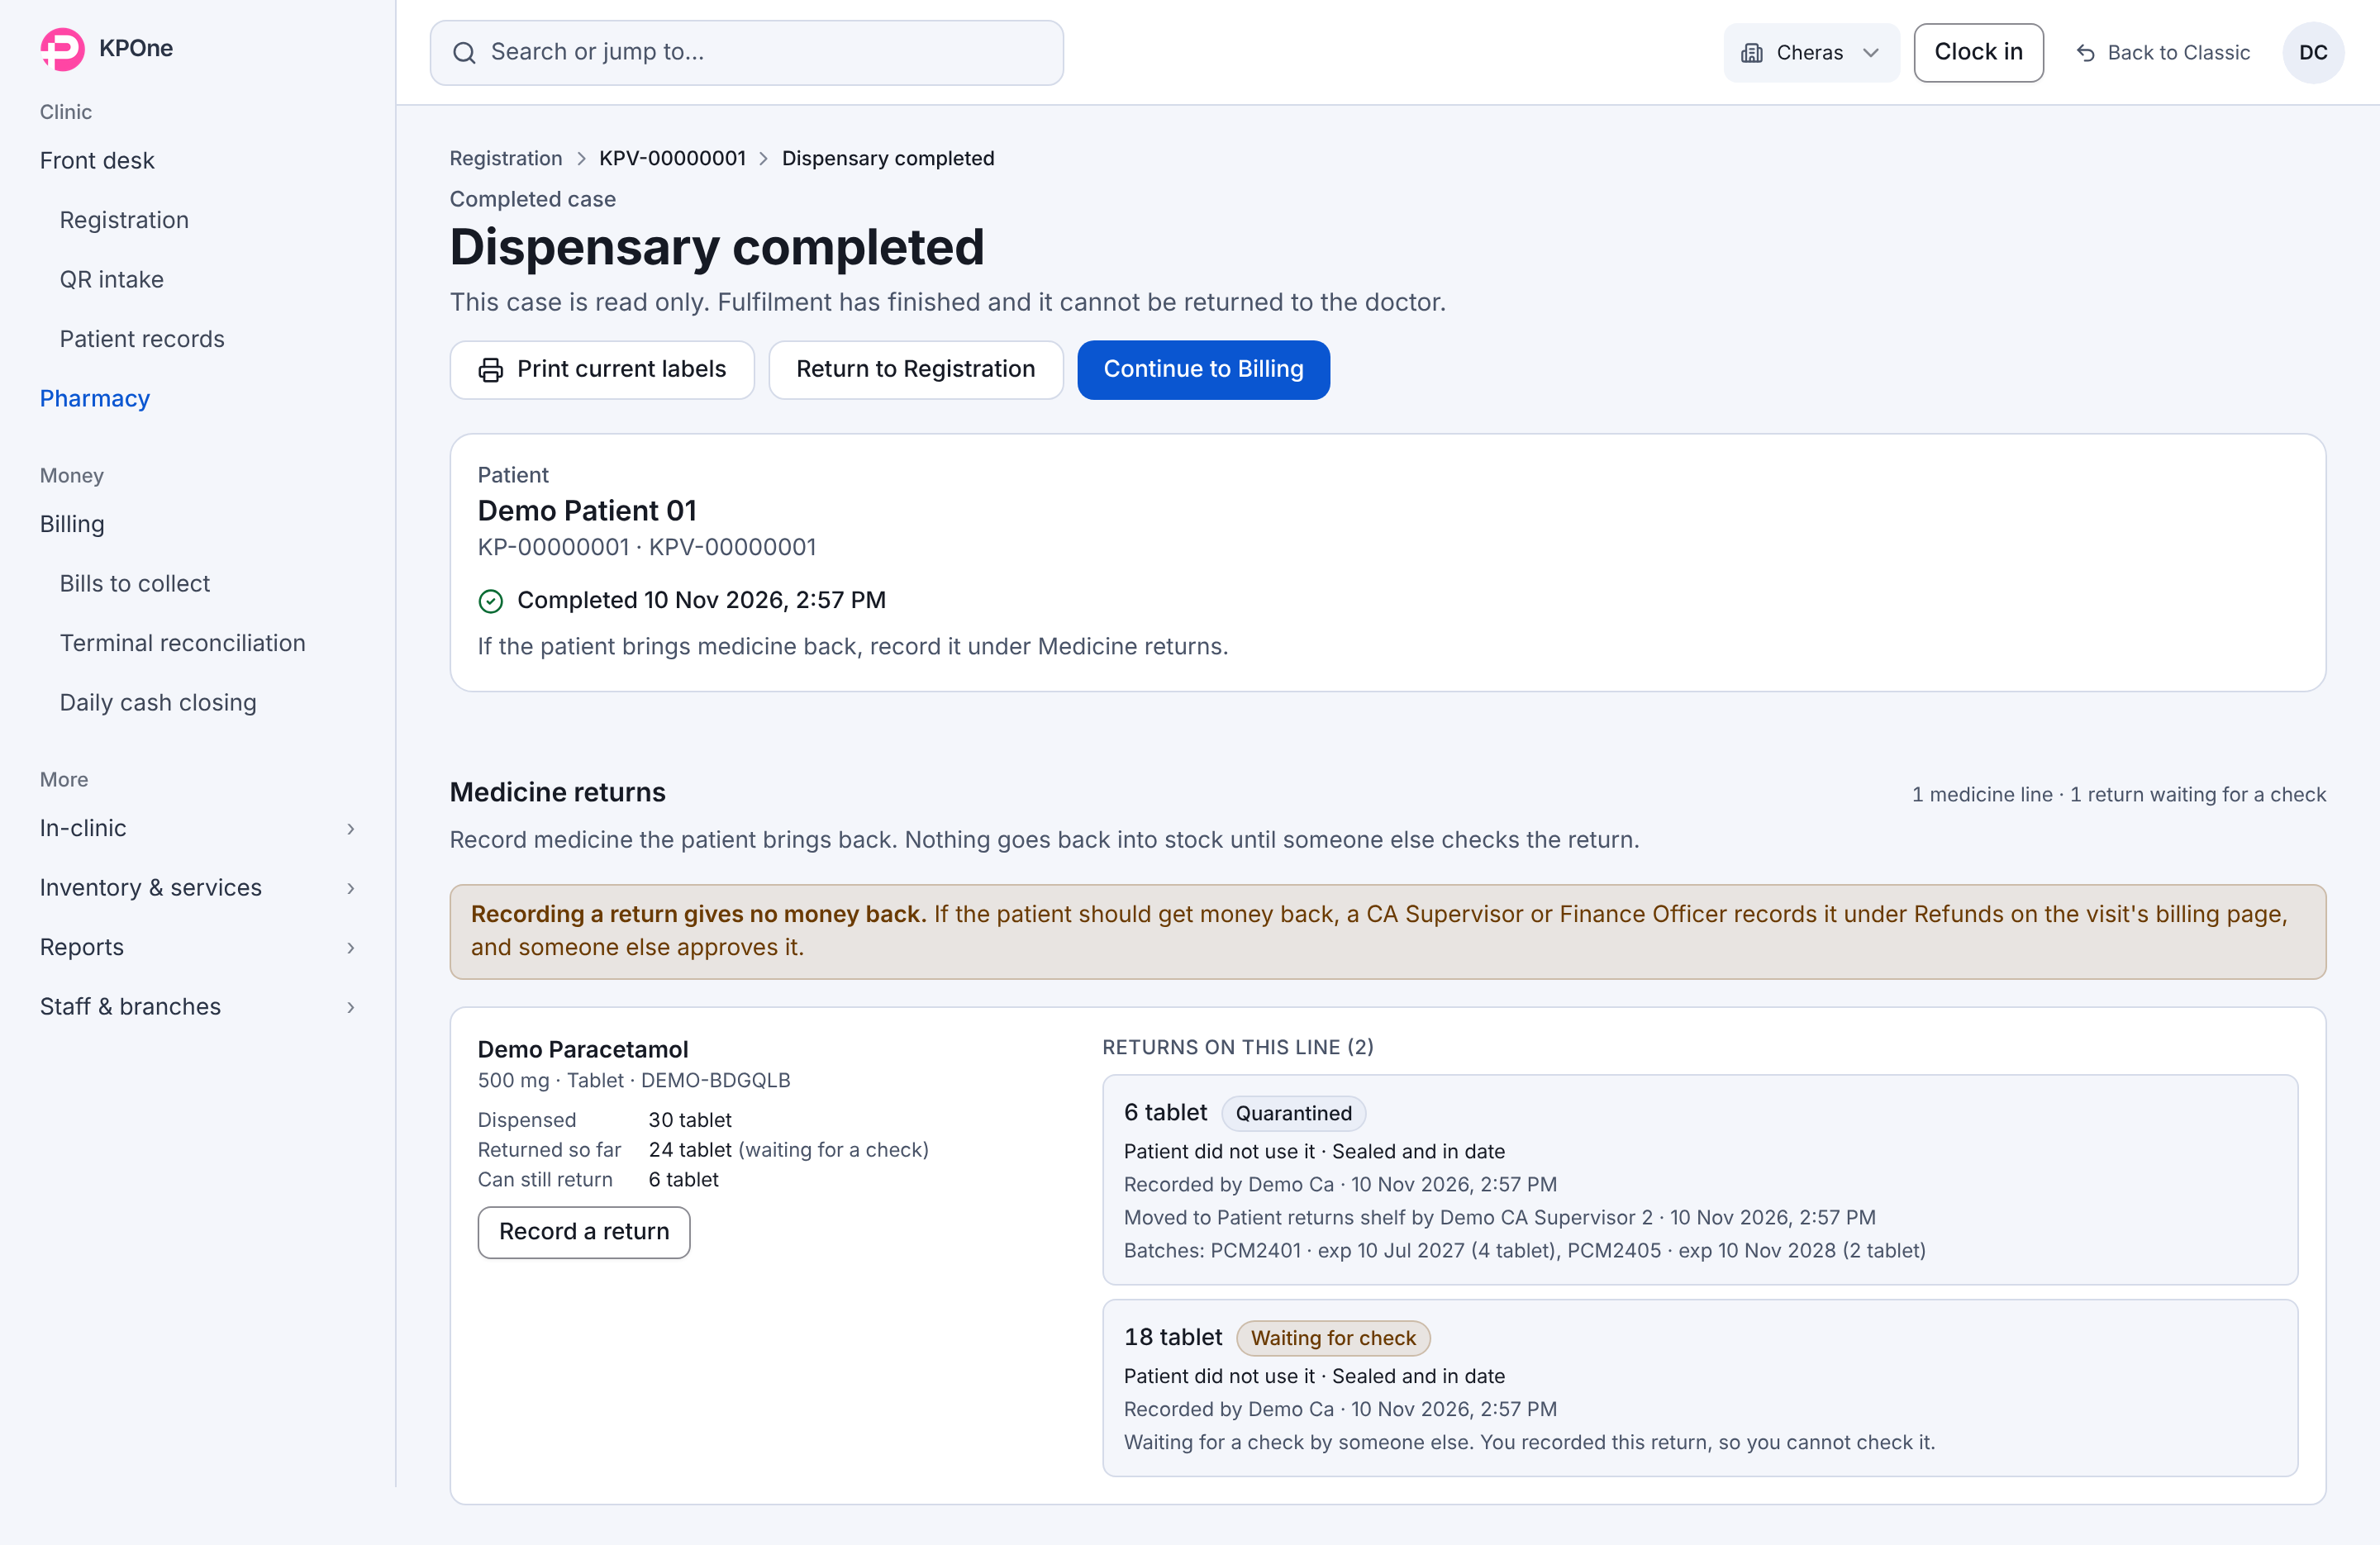 KPOne
Clinic
Front desk
Registration
QR intake
Patient records
Pharmacy
Money
Billing
Bills to collect
Terminal reconciliation
Daily cash closing
More
In-clinic
Inventory & services
Reports
Staff & branches
Search or jump to...
Cheras
Clock in
Back to Classic
DC
Registration > KPV-00000001 > Dispensary completed
Completed case
Dispensary completed
This case is read only. Fulfilment has finished and it cannot be returned to the doctor.
Print current labels
Return to Registration
Continue to Billing
Patient
Demo Patient 01
KP-00000001 · KPV-00000001
Completed 10 Nov 2026, 2:57 PM
If the patient brings medicine back, record it under Medicine returns.
Medicine returns
1 medicine line · 1 return waiting for a check
Record medicine the patient brings back. Nothing goes back into stock until someone else checks the return.
Recording a return gives no money back. If the patient should get money back, a CA Supervisor or Finance Officer records it under Refunds on the visit's billing page,
and someone else approves it.
Demo Paracetamol
500 mg · Tablet · DEMO-BDGQLB
Dispensed 30 tablet
Returned so far 24 tablet (waiting for a check)
Can still return 6 tablet
Record a return
RETURNS ON THIS LINE (2)
6 tablet Quarantined
Patient did not use it · Sealed and in date
Recorded by Demo Ca · 10 Nov 2026, 2:57 PM
Moved to Patient returns shelf by Demo CA Supervisor 2 · 10 Nov 2026, 2:57 PM
Batches: PCM2401 · exp 10 Jul 2027 (4 tablet), PCM2405 · exp 10 Nov 2028 (2 tablet)
18 tablet Waiting for check
Patient did not use it · Sealed and in date
Recorded by Demo Ca · 10 Nov 2026, 2:57 PM
Waiting for a check by someone else. You recorded this return, so you cannot check it.